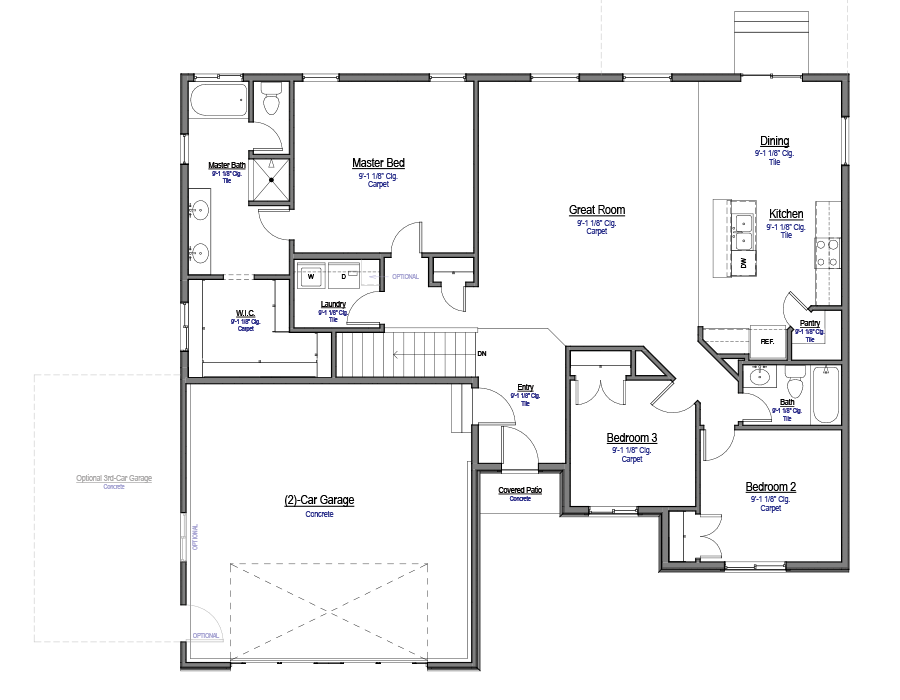 Dining
9'-1 1/8" Clg.
Tile
Master Bath
9'-1 1/8" Clg.
Tile
Master Bed
9'-1 1/8" Clg.
Carpet
Great Room
9'-1 1/8" Clg.
Carpet
Kitchen
9'-1 1/8" Clg.
Tile
DW
W
D
OPTIONAL
Laundry
9'-1 1/8" Clg.
Tile
W.I.C.
9'-1 1/8" Clg.
Carpet
Pantry
9'-1 1/8" Clg.
Tile
REF.
DN
Entry
9'-1 1/8" Clg.
Tile
Bath
9'-1 1/8" Clg.
Tile
Bedroom 3
9'-1 1/8" Clg.
Carpet
Optional 3rd-Car Garage
Concrete
(2)-Car Garage
Concrete
Covered Patio
Concrete
Bedroom 2
9'-1 1/8" Clg.
Carpet
OPTIONAL
OPTIONAL